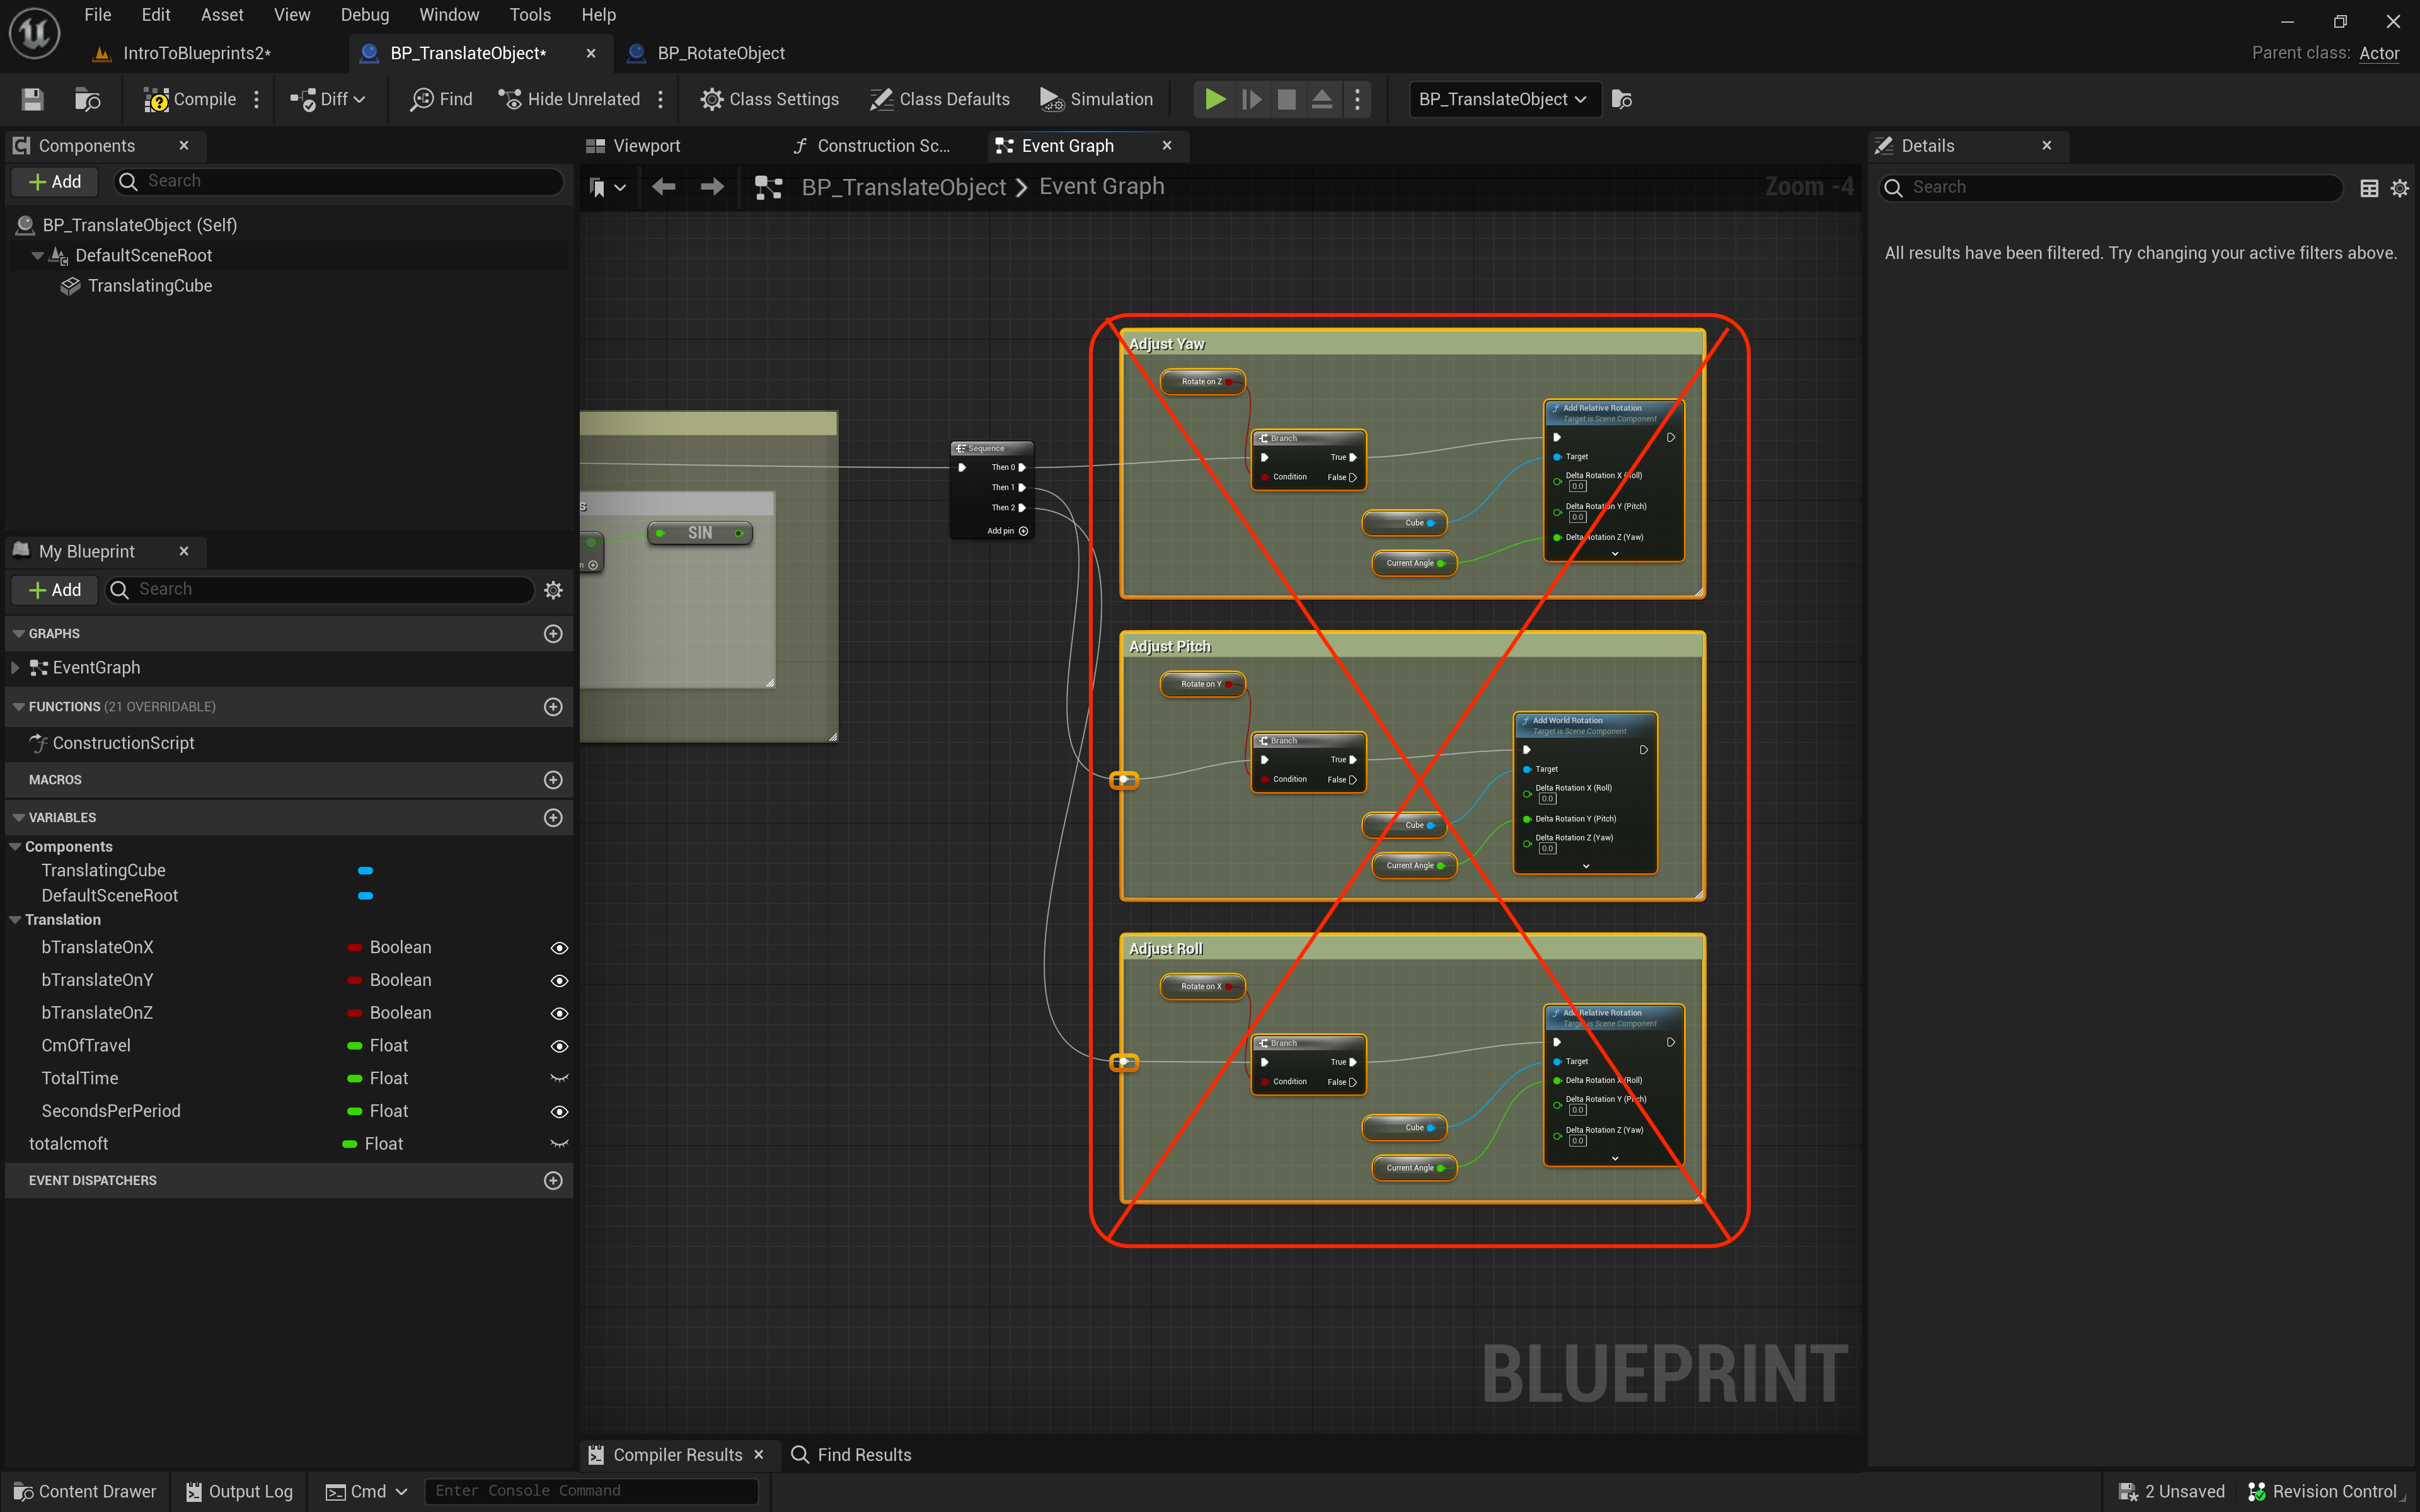 File Edit Asset View Debug Window Tools Help
IntroToBlueprints2* BP_TranslateObject* BP_RotateObject Parent class: Actor
Compile Diff Find Hide Unrelated Class Settings Class Defaults Simulation BP_TranslateObject
Components
Add Search
BP_TranslateObject (Self)
DefaultSceneRoot
TranslatingCube
My Blueprint
Add Search
GRAPHS
EventGraph
FUNCTIONS (21 OVERRIDABLE)
ConstructionScript
MACROS
VARIABLES
Components
TranslatingCube
DefaultSceneRoot
Translation
bTranslateOnX Boolean
bTranslateOnY Boolean
bTranslateOnZ Boolean
CmOfTravel Float
TotalTime Float
SecondsPerPeriod Float
totalcmoft Float
EVENT DISPATCHERS
Viewport Construction Sc... Event Graph
BP_TranslateObject > Event Graph Zoom -4
s
SIN
n
Sequence
Then 0
Then 1
Then 2
Add pin
Adjust Yaw
Rotate on Z
Branch
True
Condition False
Cube
Current Angle
Add Relative Rotation
Target is Scene Component
Target
Delta Rotation X (Roll)
0.0
Delta Rotation Y (Pitch)
0.0
Delta Rotation Z (Yaw)
Adjust Pitch
Rotate on Y
Branch
True
Condition False
Cube
Current Angle
Add World Rotation
Target is Scene Component
Target
Delta Rotation X (Roll)
0.0
Delta Rotation Y (Pitch)
Delta Rotation Z (Yaw)
0.0
Adjust Roll
Rotate on X
Branch
True
Condition False
Cube
Current Angle
Add Relative Rotation
Target is Scene Component
Target
Delta Rotation X (Roll)
Delta Rotation Y (Pitch)
0.0
Delta Rotation Z (Yaw)
0.0
BLUEPRINT
Compiler Results Find Results
Details
Search
All results have been filtered. Try changing your active filters above.
Content Drawer Output Log Cmd Enter Console Command 2 Unsaved Revision Control